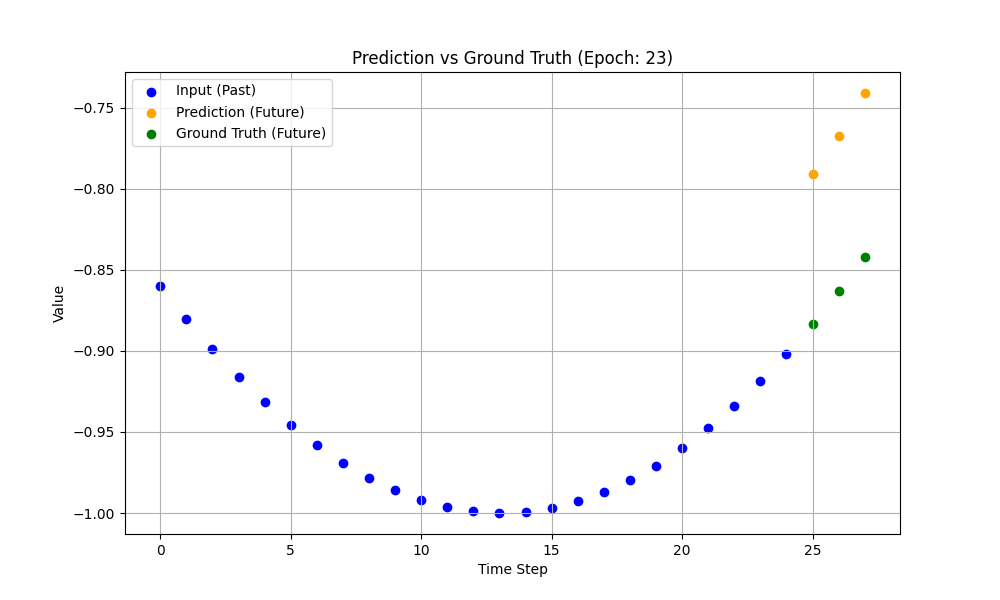 Prediction vs Ground Truth (Epoch: 23)
Input (Past)
Prediction (Future)
Ground Truth (Future)
Value
−0.75
−0.80
−0.85
−0.90
−0.95
−1.00
0 5 10 15 20 25
Time Step